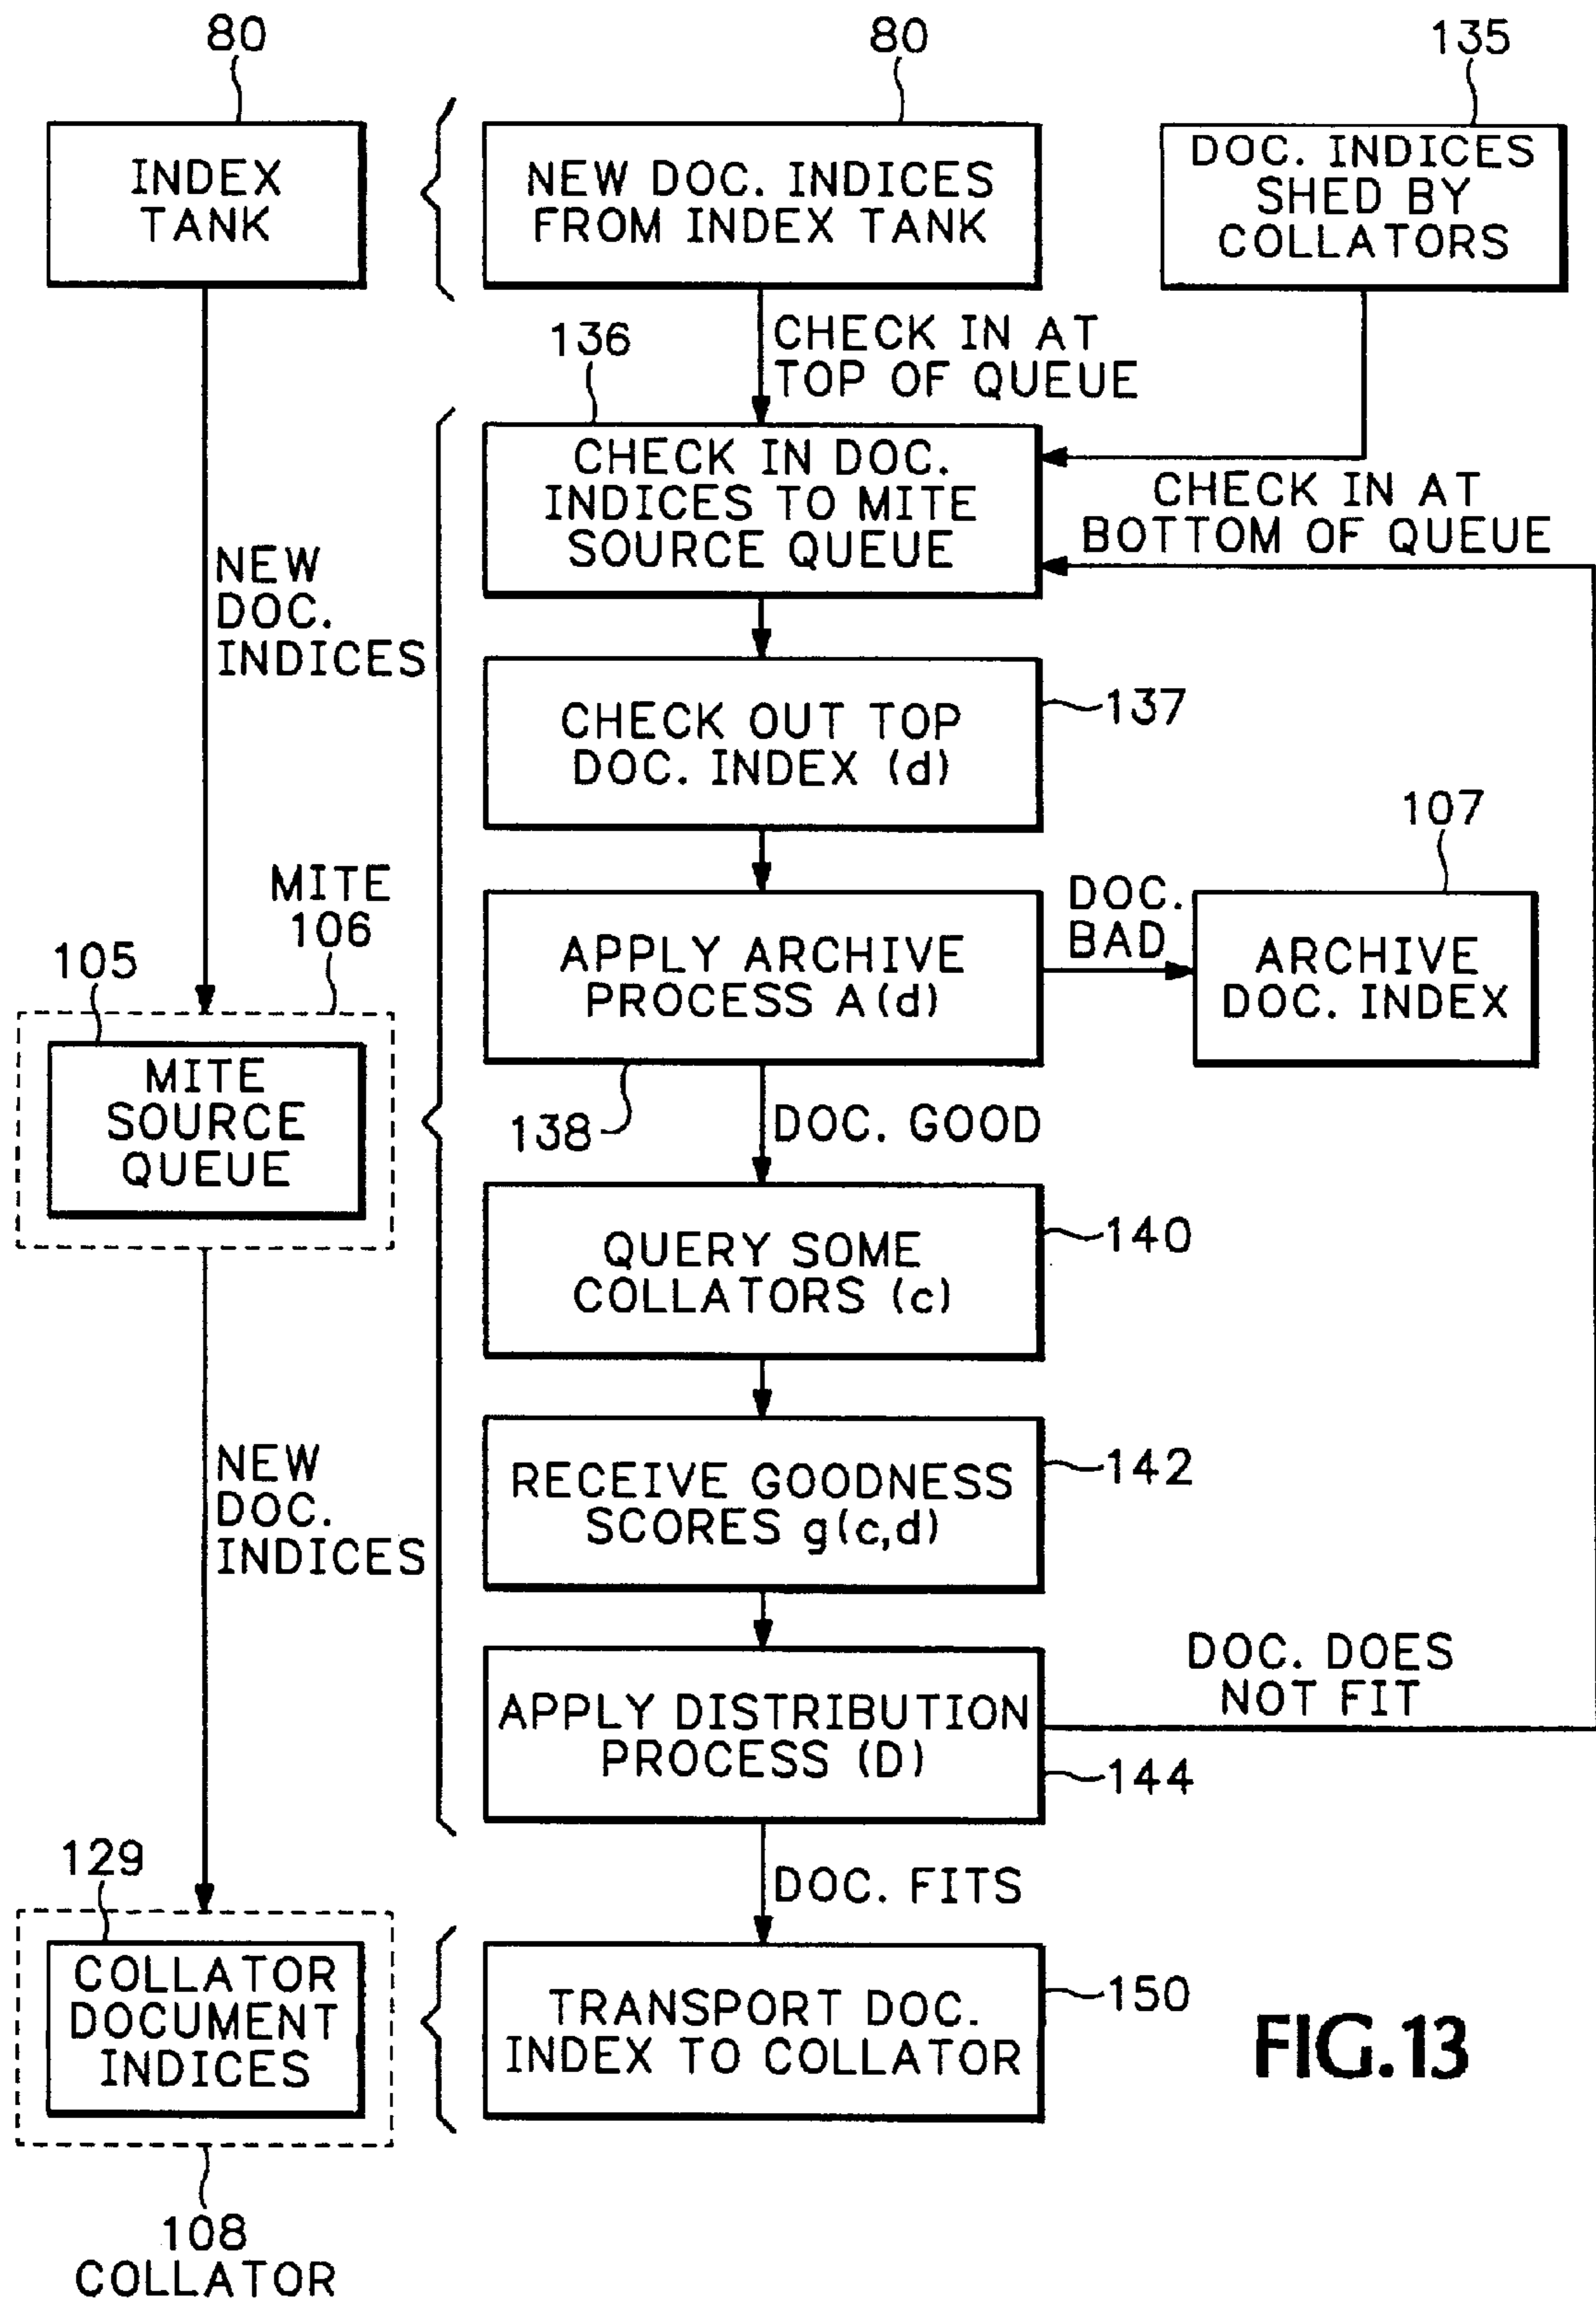 80
80
135
INDEX
TANK
NEW DOC. INDICES
FROM INDEX TANK
DOC. INDICES
SHED BY
COLLATORS
136
CHECK IN AT
TOP OF QUEUE
CHECK IN DOC.
INDICES TO MITE
SOURCE QUEUE
CHECK IN AT
BOTTOM OF QUEUE
NEW
DOC.
INDICES
CHECK OUT TOP
DOC. INDEX (d)
137
107
MITE
106
105
APPLY ARCHIVE
PROCESS A(d)
DOC.
BAD
ARCHIVE
DOC. INDEX
MITE
SOURCE
QUEUE
138
DOC. GOOD
QUERY SOME
COLLATORS (c)
140
NEW
DOC.
INDICES
RECEIVE GOODNESS
SCORES g(c,d)
142
APPLY DISTRIBUTION
PROCESS (D)
DOC. DOES
NOT FIT
144
129
DOC. FITS
COLLATOR
DOCUMENT
INDICES
TRANSPORT DOC.
INDEX TO COLLATOR
150
FIG.13
108
COLLATOR